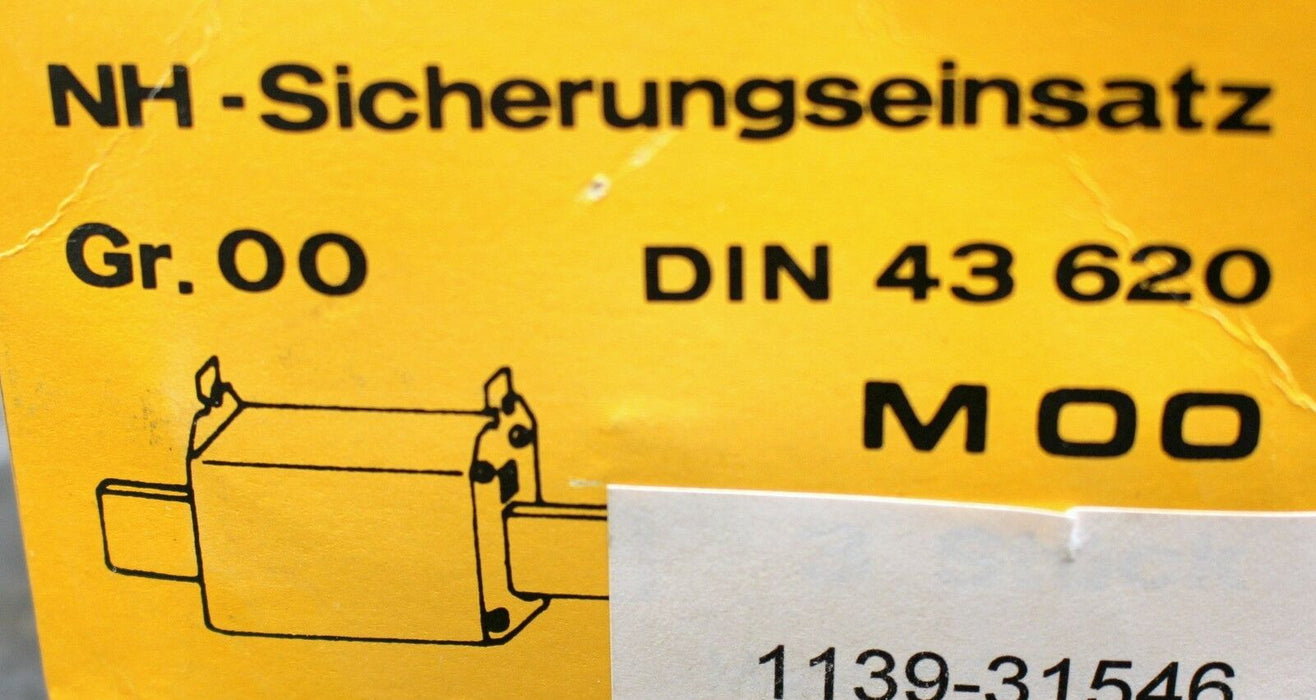 NH-Sicherungseinsatz
Gr. 00
DIN 43 620
M 00
1139-31546